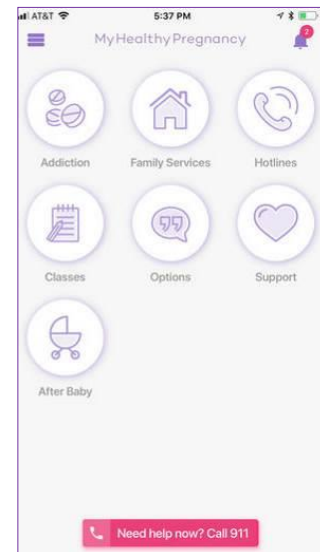 AT&T 5:37 PM
MyHealthyPregnancy 2
Addiction Family Services Hotlines
Classes Options Support
After Baby
Need help now? Call 911